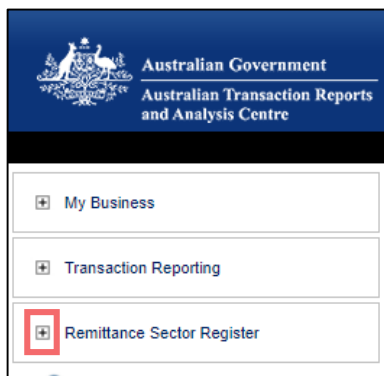 Australian Government
Australian Transaction Reports
and Analysis Centre
My Business
Transaction Reporting
Remittance Sector Register